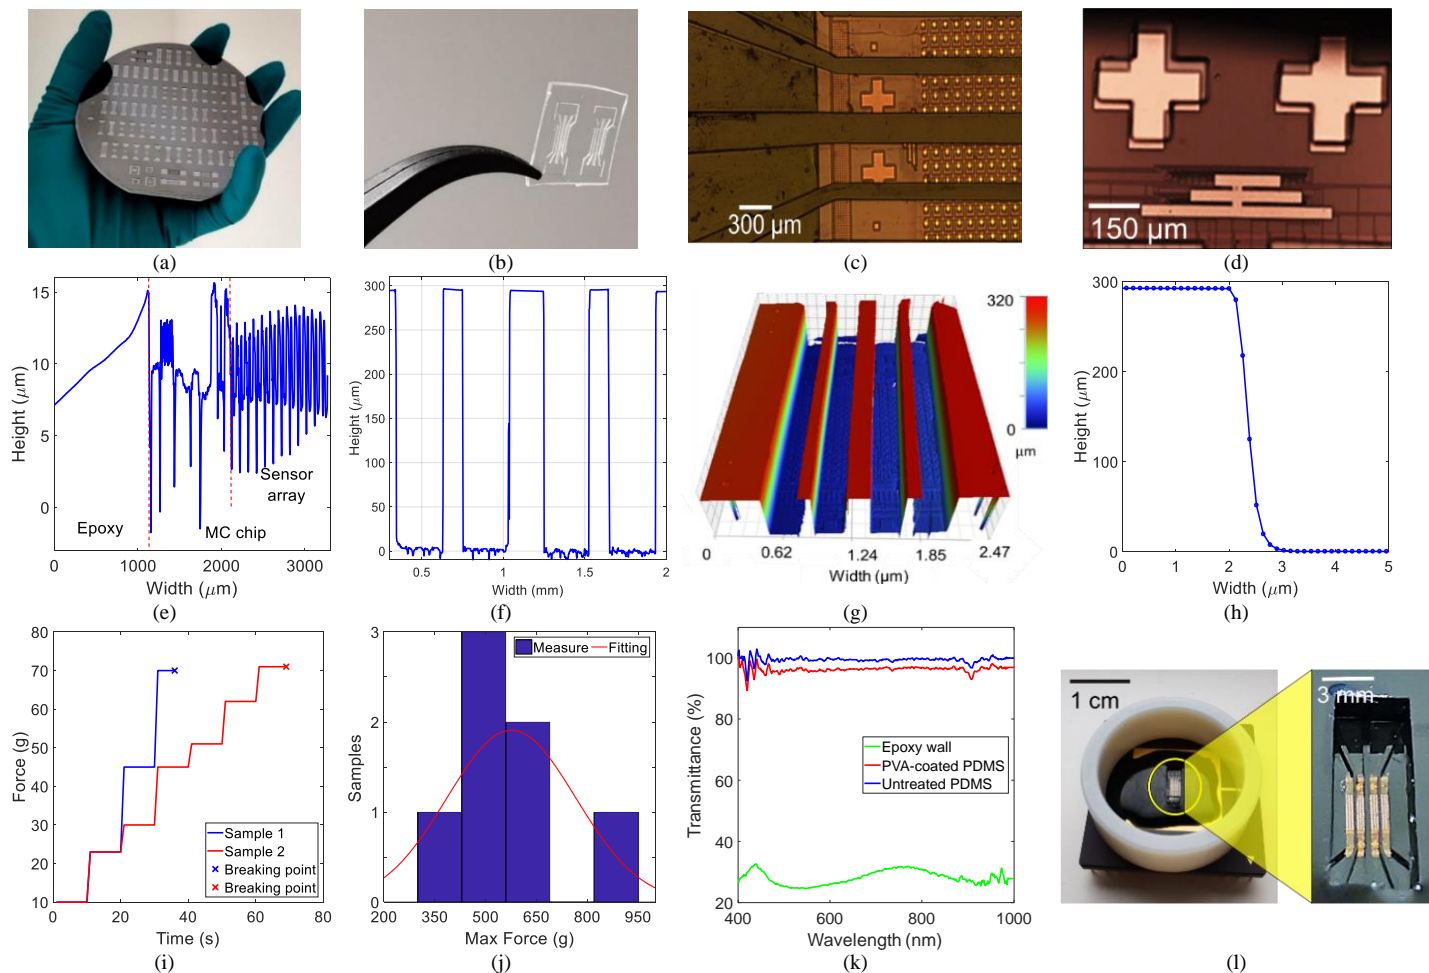 300 μm
150 μm
(a)
(b)
(c)
(d)
15
10
5
0
Height (μm)
Epoxy
MC chip
Sensor
array
0
1000
2000
3000
Width (μm)
(e)
300
250
200
150
100
50
0
Height (μm)
0.5
1
1.5
2
Width (mm)
(f)
320
0
μm
0
0.62
1.24
1.85
2.47
Width (μm)
(g)
300
200
100
0
Height (μm)
0
1
2
3
4
5
Width (μm)
(h)
80
70
60
50
40
30
20
10
Force (g)
Sample 1
Sample 2
Breaking point
Breaking point
0
20
40
60
80
Time (s)
(i)
3
2
1
0
Samples
Measure
Fitting
200
350
500
650
800
950
Max Force (g)
(j)
100
80
60
40
20
Transmittance (%)
Epoxy wall
PVA-coated PDMS
Untreated PDMS
400
600
800
1000
Wavelength (nm)
(k)
1 cm
3 mm
(l)